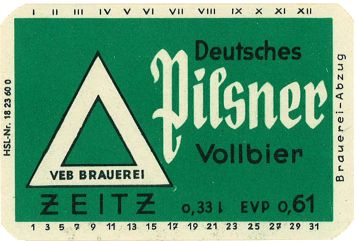 I II III IV V VI VII VIII IX X XI XII
Deutsches
Pilsner
Vollbier
VEB BRAUEREI
ZEITZ
0,33 l EVP 0,61
1 3 5 7 9 11 13 15 17 19 21 23 25 27 29 31
HSL-Nr. 18 23 60 0
Brauerei-Abzug